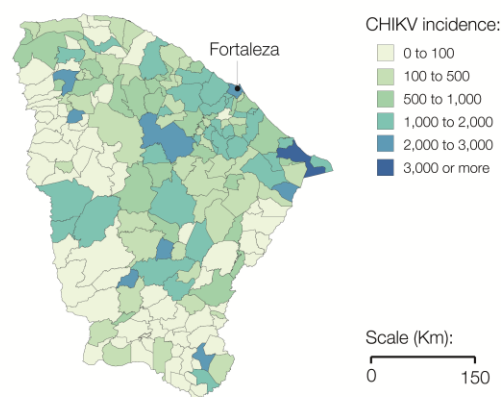 CHIKV incidence:
Fortaleza
0 to 100
100 to 500
500 to 1,000
1,000 to 2,000
2,000 to 3,000
3,000 or more
Scale (Km):
0 150